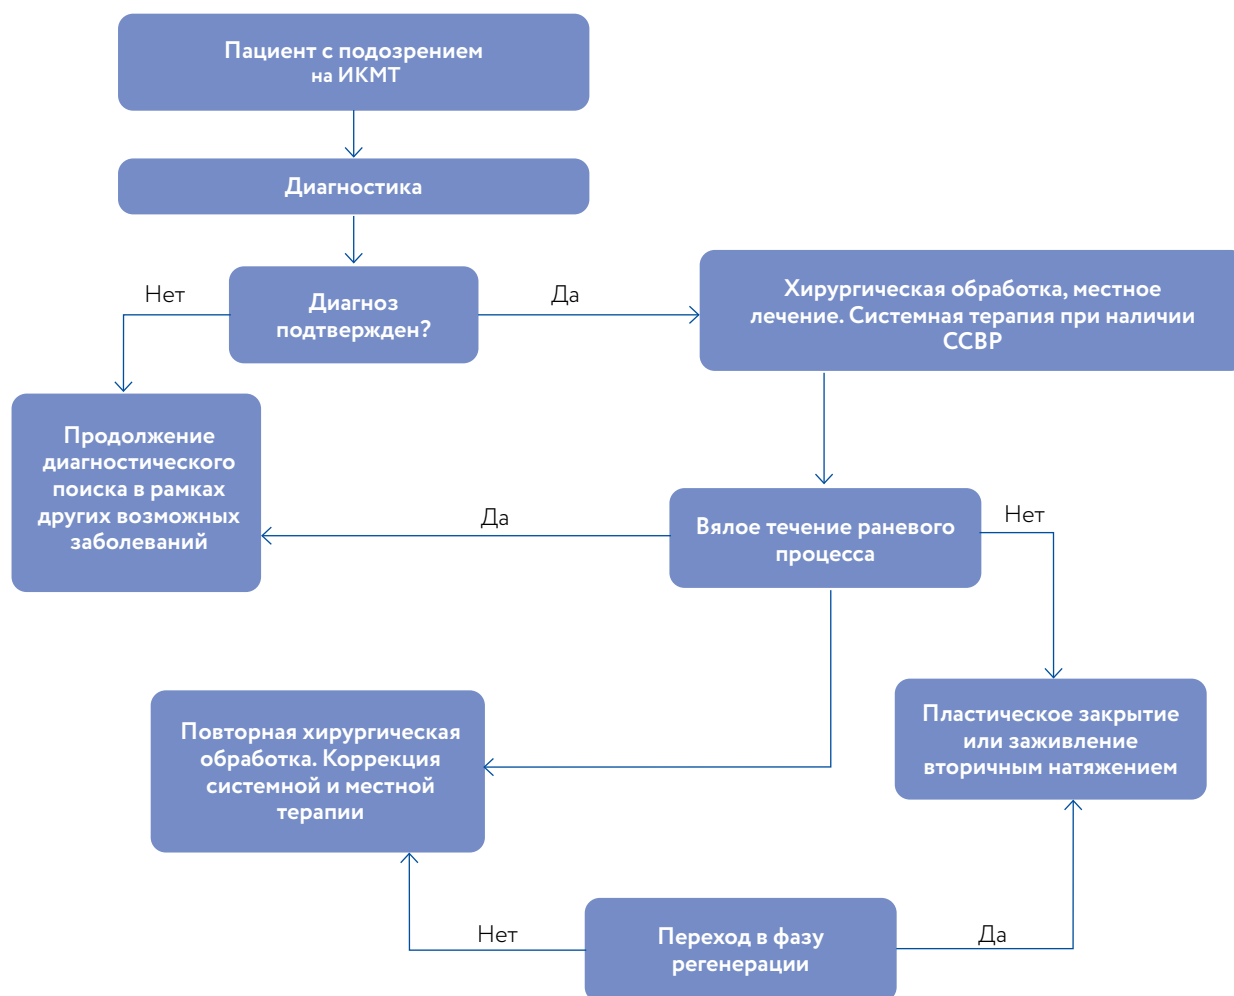 Пациент с подозрением
на ИКМТ
Диагностика
Нет
Диагноз
подтвержден?
Да
Хирургическая обработка, местное
лечение. Системная терапия при наличии
ССВР
Продолжение
диагностического
поиска в рамках
других возможных
заболеваний
Да
Вялое течение раневого
процесса
Нет
Повторная хирургическая
обработка. Коррекция
системной и местной
терапии
Пластическое закрытие
или заживление
вторичным натяжением
Нет
Переход в фазу
регенерации
Да